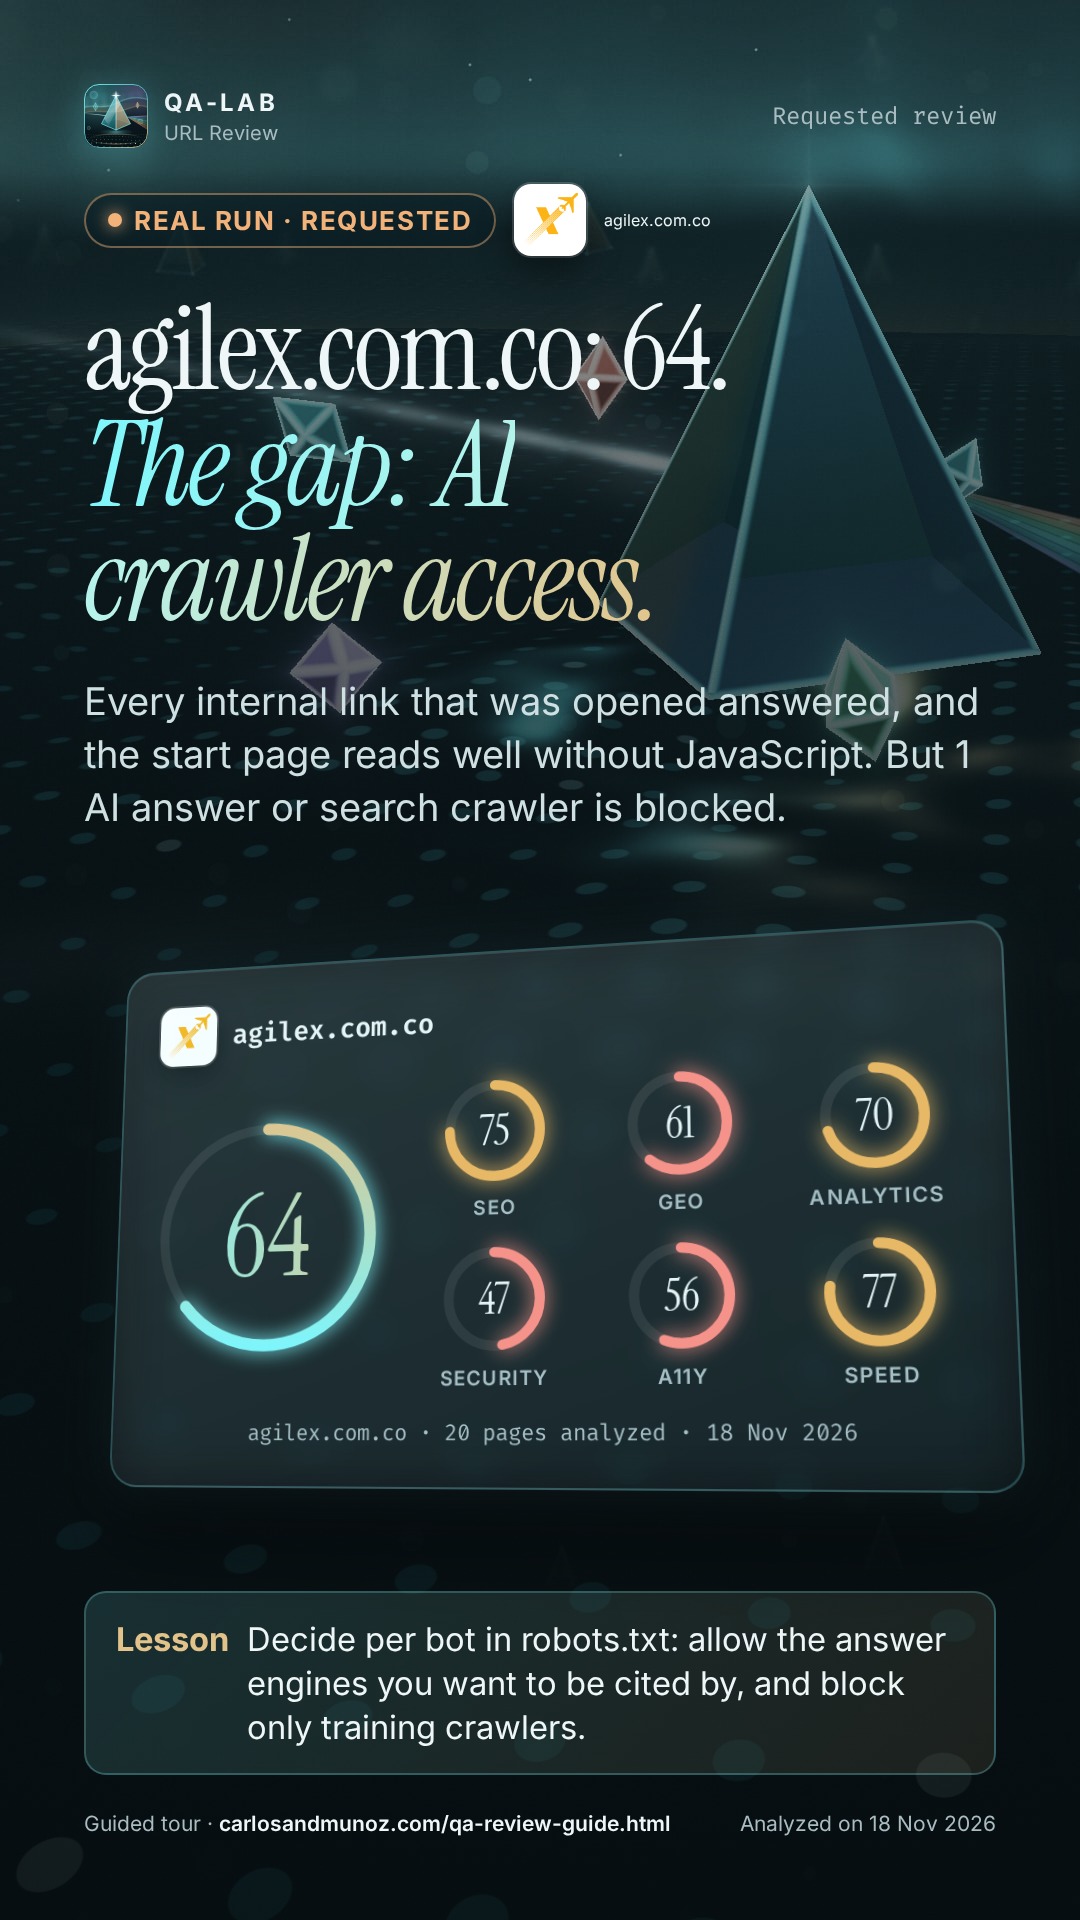 QA-LAB
URL Review
Requested review
REAL RUN · REQUESTED
agilex.com.co
agilex.com.co: 64.
The gap: AI
crawler access.
Every internal link that was opened answered, and
the start page reads well without JavaScript. But 1
AI answer or search crawler is blocked.
agilex.com.co
64
75
SEO
61
GEO
70
ANALYTICS
47
SECURITY
56
A11Y
77
SPEED
agilex.com.co · 20 pages analyzed · 18 Nov 2026
Lesson Decide per bot in robots.txt: allow the answer
engines you want to be cited by, and block
only training crawlers.
Guided tour · carlosandmunoz.com/qa-review-guide.html
Analyzed on 18 Nov 2026